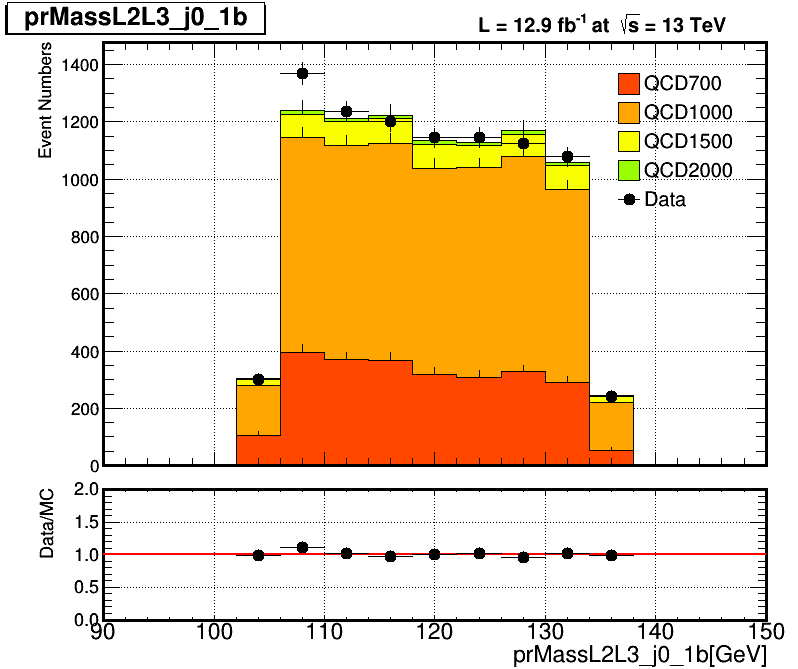 prMassL2L3_j0_1b
L = 12.9 fb-1 at √s = 13 TeV
Event Numbers
1400
1200
1000
800
600
400
200
0
QCD700
QCD1000
QCD1500
QCD2000
Data
Data/MC
2.0
1.5
1.0
0.5
0.0
90 100 110 120 130 140 150
prMassL2L3_j0_1b[GeV]